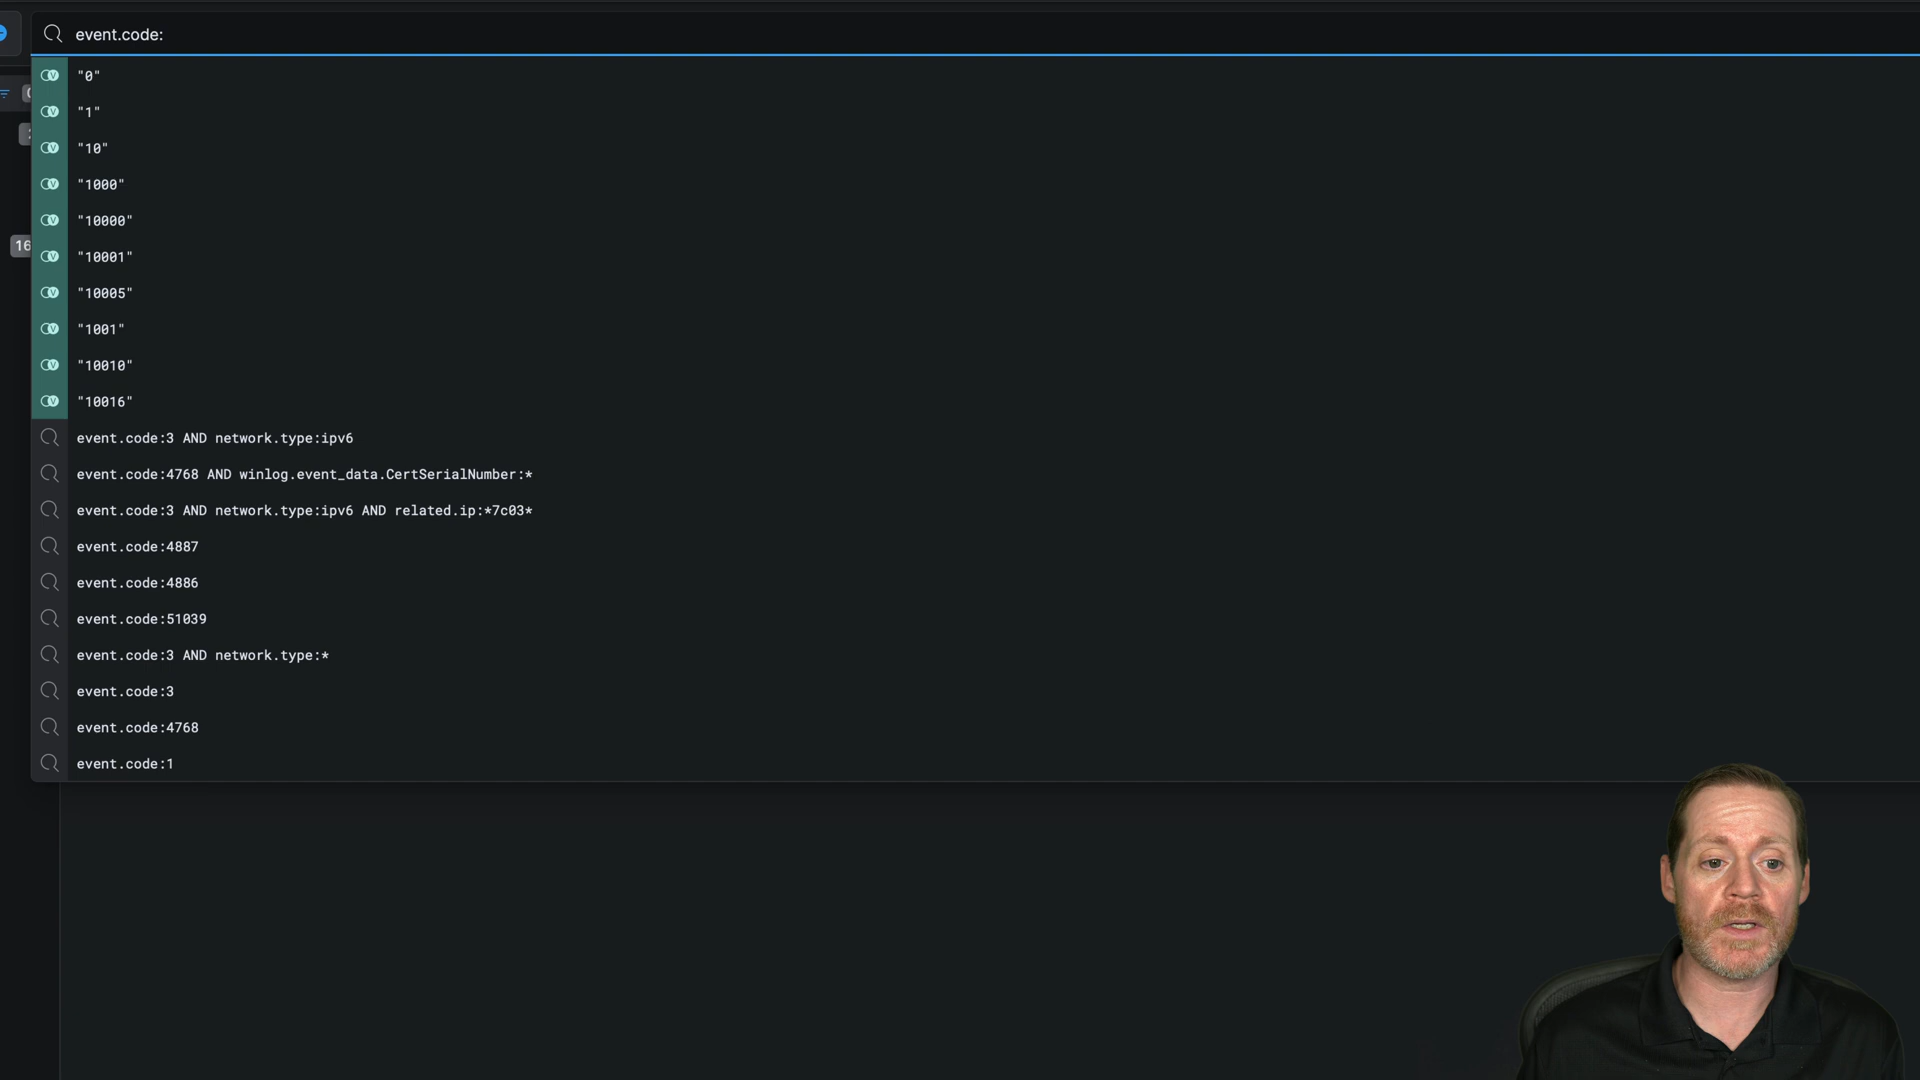 event.code:
"0"
"1"
"10"
"1000"
"10000"
"10001"
"10005"
"1001"
"10010"
"10016"
16
event.code:3 AND network.type:ipv6
event.code:4768 AND winlog.event_data.CertSerialNumber:*
event.code:3 AND network.type:ipv6 AND related.ip:*7c03*
event.code:4887
event.code:4886
event.code:51039
event.code:3 AND network.type:*
event.code:3
event.code:4768
event.code:1